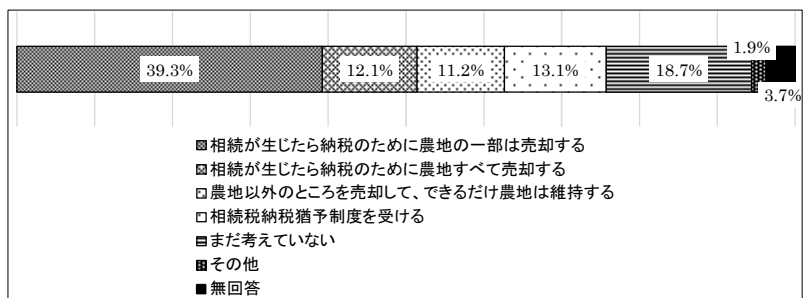 1.9%
39.3% 12.1% 11.2% 13.1% 18.7%
3.7%
相続が生じたら納税のために農地の一部は売却する
相続が生じたら納税のために農地すべて売却する
農地以外のところを売却して、できるだけ農地は維持する
相続税納税猶予制度を受ける
まだ考えていない
その他
無回答